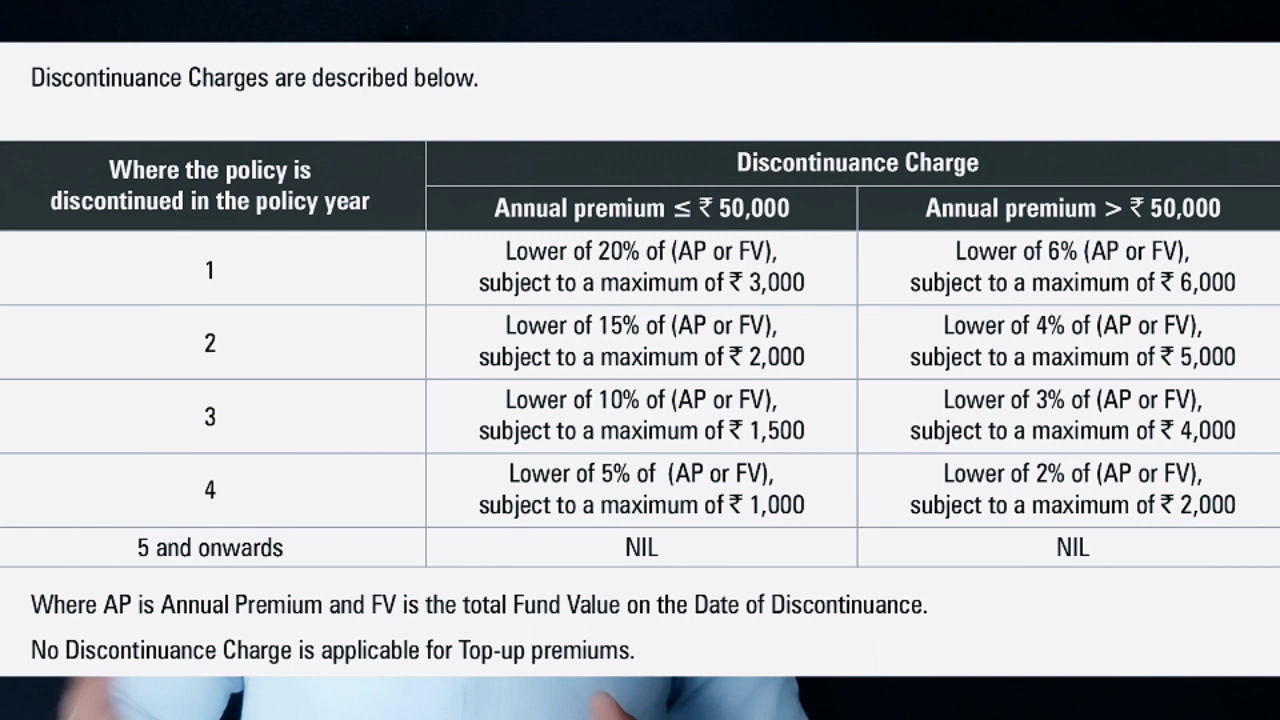 Discontinuance Charges are described below.
Where the policy is
discontinued in the policy year
Discontinuance Charge
Annual premium ≤ ₹ 50,000
Annual premium > ₹ 50,000
1
Lower of 20% of (AP or FV),
subject to a maximum of ₹ 3,000
Lower of 6% (AP or FV),
subject to a maximum of ₹ 6,000
2
Lower of 15% of (AP or FV),
subject to a maximum of ₹ 2,000
Lower of 4% of (AP or FV),
subject to a maximum of ₹ 5,000
3
Lower of 10% of (AP or FV),
subject to a maximum of ₹ 1,500
Lower of 3% of (AP or FV),
subject to a maximum of ₹ 4,000
4
Lower of 5% of  (AP or FV),
subject to a maximum of ₹ 1,000
Lower of 2% of (AP or FV),
subject to a maximum of ₹ 2,000
5 and onwards
NIL
NIL
Where AP is Annual Premium and FV is the total Fund Value on the Date of Discontinuance.
No Discontinuance Charge is applicable for Top-up premiums.